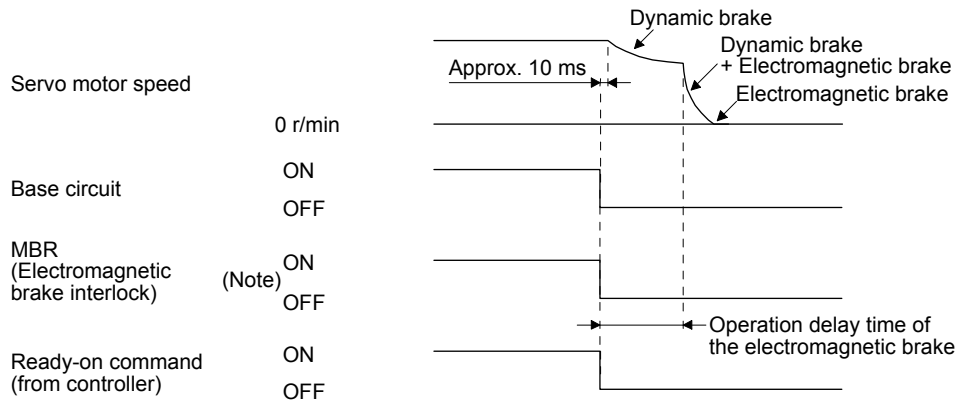 Dynamic brake
Dynamic brake
+ Electromagnetic brake
Approx. 10 ms
Servo motor speed
Electromagnetic brake
0 r/min
ON
Base circuit
OFF
MBR
(Electromagnetic
brake interlock)
(Note)
ON
OFF
Operation delay time of
the electromagnetic brake
Ready-on command
(from controller)
ON
OFF